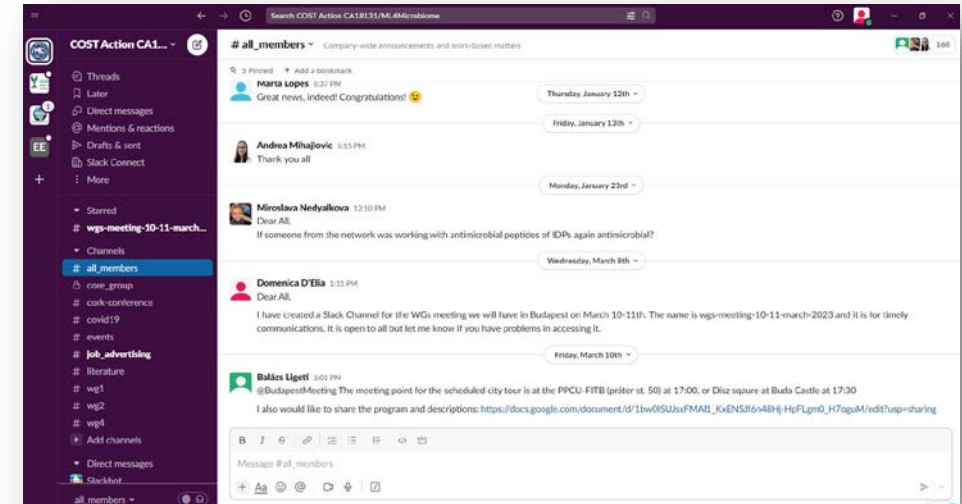 Search COST Action CA18131/ML4Microbiome
COST Action CA1...
Threads
Later
Direct messages
Mentions & reactions
Drafts & sent
Slack Connect
More
Starred
# wgs-meeting-10-11-march...
Channels
# all_members
core_group
# cork-conference
# covid19
# events
# job_advertising
# literature
# wg1
# wg2
# wg4
+ Add channels
Direct messages
Slackbot
all_members
EE
1
+
# all_members Company-wide announcements and work-based matters
160
5 Pinned + Add a bookmark
Marta Lopes 6:37 PM
Great news, indeed! Congratulations! 😉
Thursday, January 12th
Friday, January 13th
Andrea Mihajlovic 5:15 PM
Thank you all
Monday, January 23rd
Miroslava Nedyalkova 12:10 PM
Dear All,
If someone from the network was working with antimicrobial peptides of IDPs again antimicrobial?
Wednesday, March 8th
Domenica D'Elia 1:11 PM
Dear All,
I have created a Slack Channel for the WGs meeting we will have in Budapest on March 10-11th. The name is wgs-meeting-10-11-march-2023 and it is for timely
communications. It is open to all but let me know if you have problems in accessing it.
Friday, March 10th
Balázs Ligeti 3:01 PM
@BudapestMeeting The meeting point for the scheduled city tour is at the PPCU-FITB (práter st. 50) at 17:00, or Dísz sqaure at Buda Castle at 17:30
I also would like to share the program and descriptions:
B I S
Message #all_members
+ Aa